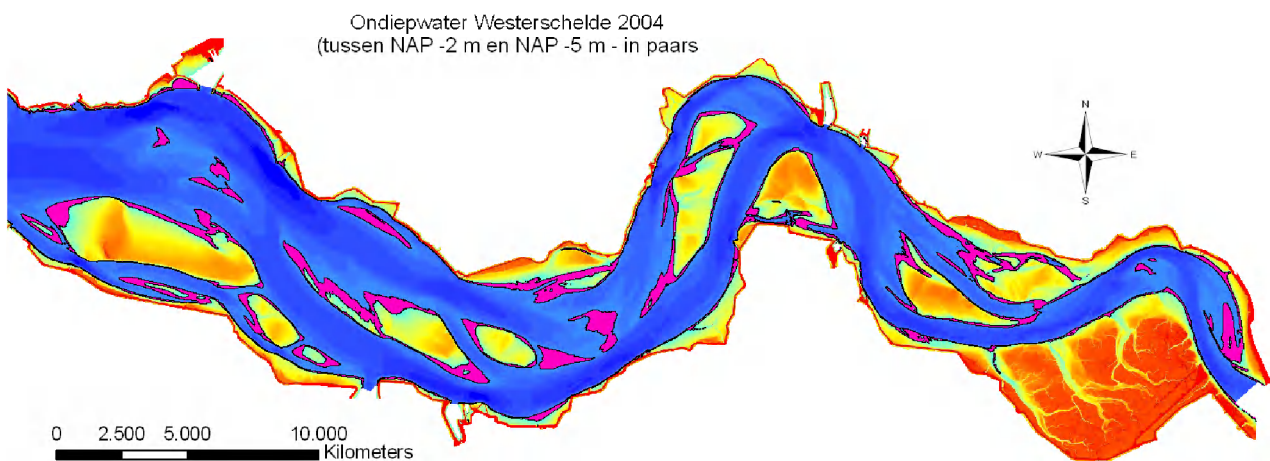 Ondiepwater Westerschelde 2004
(tussen NAP -2 m en NAP -5 m - in paars
N
W E
S
0 2.500 5.000 10.000
Kilometers